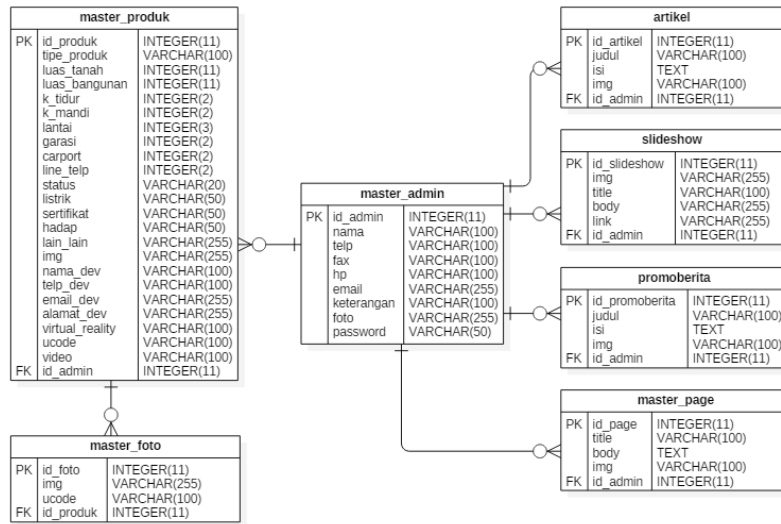 master_produk
PK id_produk INTEGER(11)
tipe_produk VARCHAR(100)
luas_tanah INTEGER(11)
luas_bangunan INTEGER(11)
k_tidur INTEGER(2)
k_mandi INTEGER(2)
lantai INTEGER(3)
garasi INTEGER(2)
carport INTEGER(2)
line_telp INTEGER(2)
status VARCHAR(20)
listrik VARCHAR(50)
sertifikat VARCHAR(50)
hadap VARCHAR(50)
lain_lain VARCHAR(255)
img VARCHAR(255)
nama_dev VARCHAR(100)
telp_dev VARCHAR(100)
email_dev VARCHAR(255)
alamat_dev VARCHAR(255)
virtual_reality VARCHAR(100)
ucode VARCHAR(100)
video VARCHAR(100)
FK id_admin INTEGER(11)
master_foto
PK id_foto INTEGER(11)
img VARCHAR(255)
ucode VARCHAR(100)
FK id_produk INTEGER(11)
master_admin
PK id_admin INTEGER(11)
nama VARCHAR(100)
telp VARCHAR(100)
fax VARCHAR(100)
hp VARCHAR(100)
email VARCHAR(255)
keterangan VARCHAR(100)
foto VARCHAR(255)
password VARCHAR(50)
artikel
PK id_artikel INTEGER(11)
judul VARCHAR(100)
isi TEXT
img VARCHAR(100)
FK id_admin INTEGER(11)
slideshow
PK id_slideshow INTEGER(11)
img VARCHAR(255)
title VARCHAR(100)
body VARCHAR(255)
link VARCHAR(255)
FK id_admin INTEGER(11)
promoberita
PK id_promoberita INTEGER(11)
judul VARCHAR(100)
isi TEXT
img VARCHAR(100)
FK id_admin INTEGER(11)
master_page
PK id_page INTEGER(11)
title VARCHAR(100)
body TEXT
img VARCHAR(100)
FK id_admin INTEGER(11)